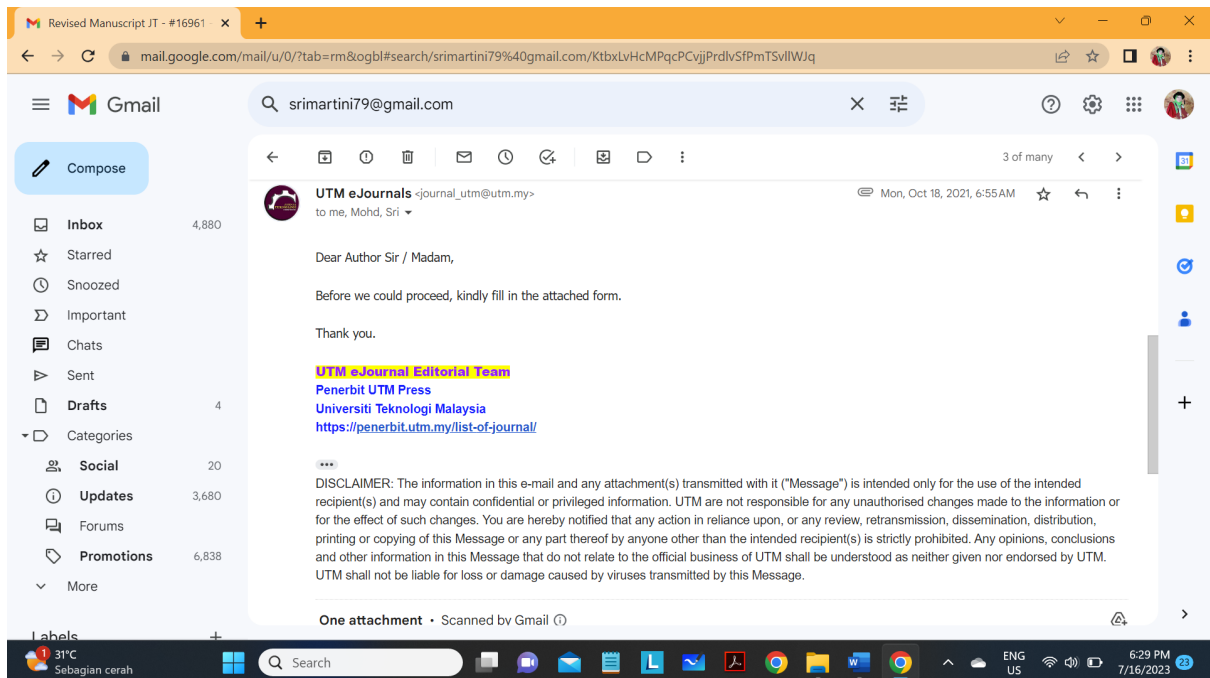 Revised Manuscript JT - #16961
mail.google.com/mail/u/0/?tab=rm&ogbl#search/srimartini79%40gmail.com/KtbxLvHcMPqcPCvjjPrdlvSfPmTSvllWJq
Gmail
srimartini79@gmail.com
Compose
3 of many
31
UTM eJournals <journal_utm@utm.my>
Mon, Oct 18, 2021, 6:55 AM
to me, Mohd, Sri
Inbox 4,880
Starred
Snoozed
Important
Chats
Sent
Drafts 4
Categories
Social 20
Updates 3,680
Forums
Promotions 6,838
More
Labels
Dear Author Sir / Madam,
Before we could proceed, kindly fill in the attached form.
Thank you.
UTM eJournal Editorial Team
Penerbit UTM Press
Universiti Teknologi Malaysia
https://penerbit.utm.my/list-of-journal/
DISCLAIMER: The information in this e-mail and any attachment(s) transmitted with it ("Message") is intended only for the use of the intended
recipient(s) and may contain confidential or privileged information. UTM are not responsible for any unauthorised changes made to the information or
for the effect of such changes. You are hereby notified that any action in reliance upon, or any review, retransmission, dissemination, distribution,
printing or copying of this Message or any part thereof by anyone other than the intended recipient(s) is strictly prohibited. Any opinions, conclusions
and other information in this Message that do not relate to the official business of UTM shall be understood as neither given nor endorsed by UTM.
UTM shall not be liable for loss or damage caused by viruses transmitted by this Message.
One attachment • Scanned by Gmail
1
31°C
Sebagian cerah
Search
L
ENG
US
6:29 PM
7/16/2023
23